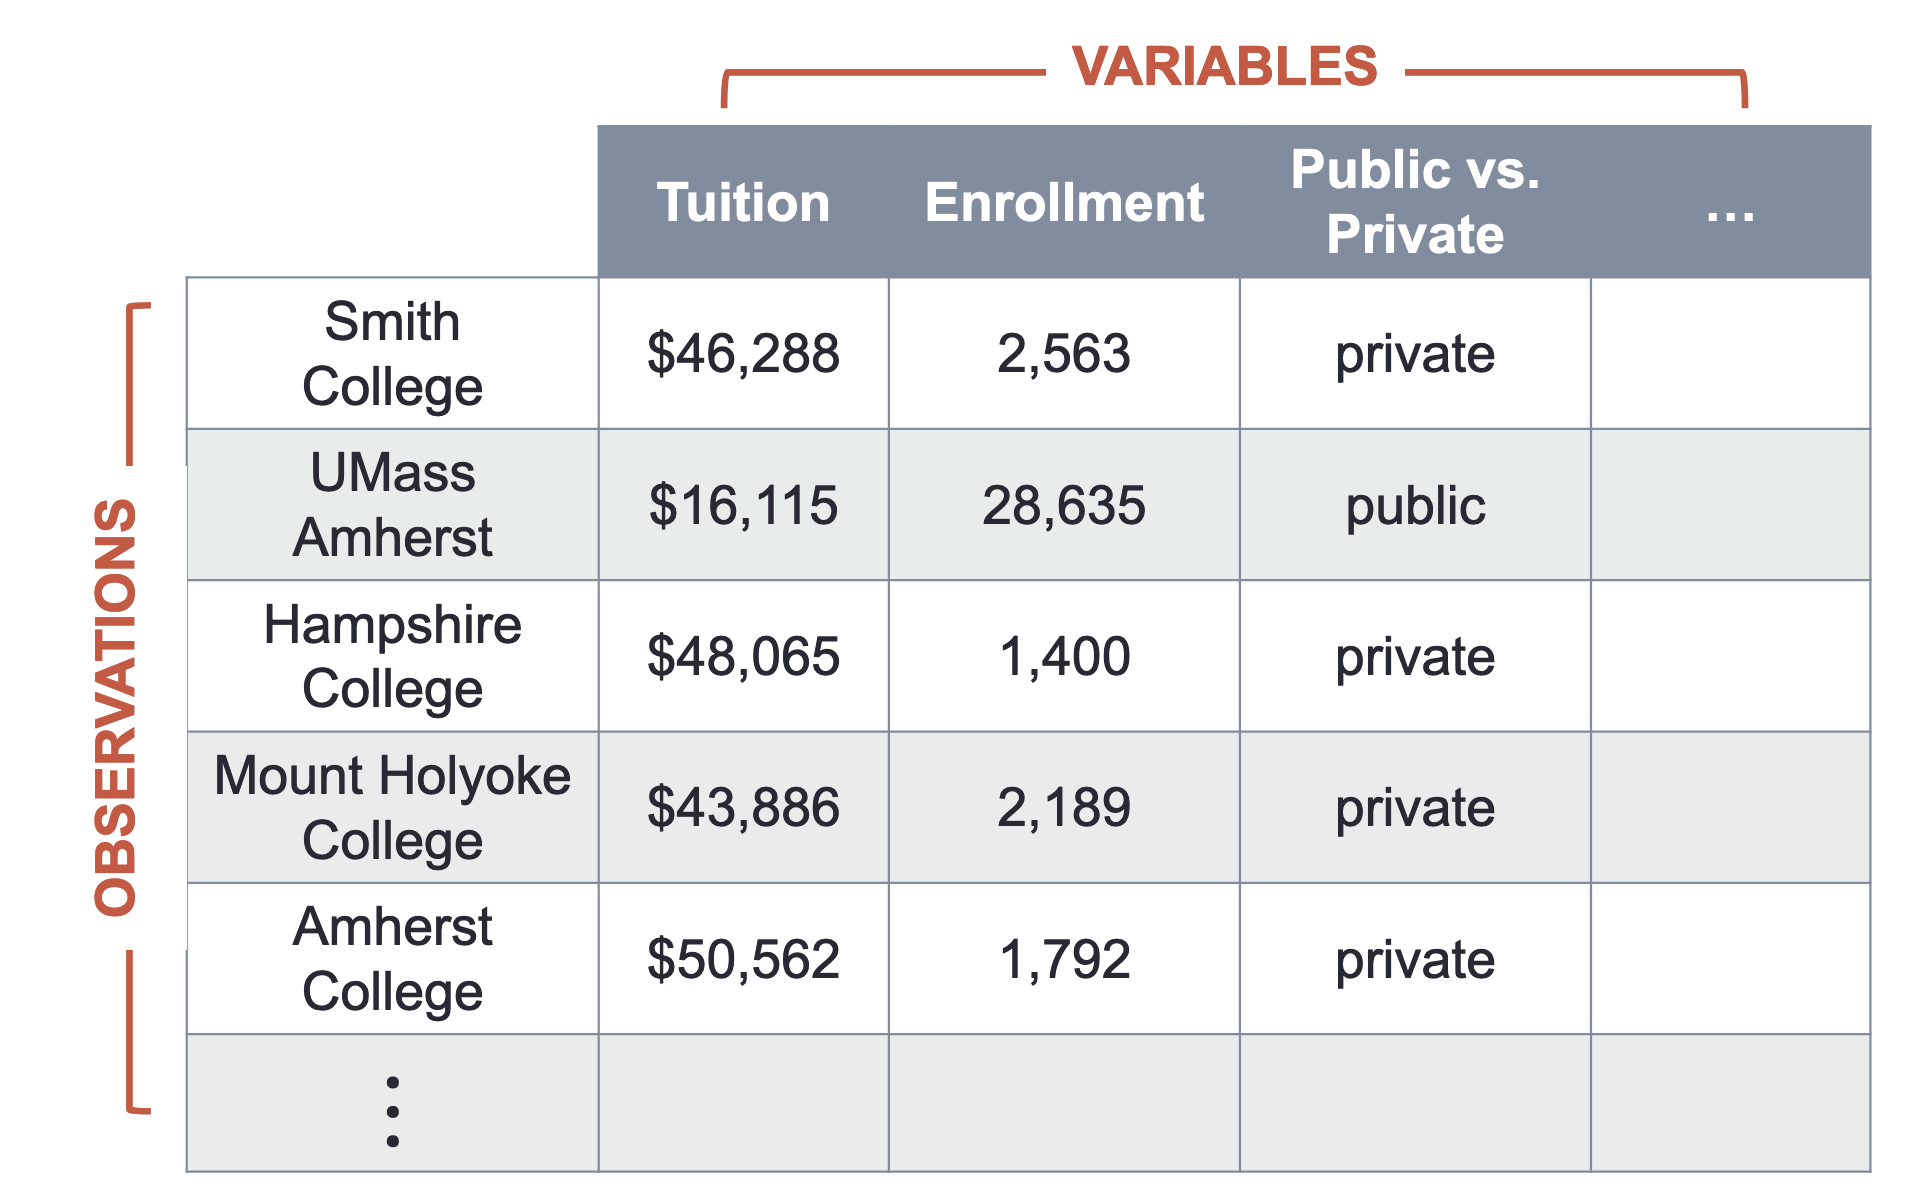 VARIABLES
Tuition
Enrollment
Public vs.
Private
...
Smith
College
$46,288
2,563
private
UMass
Amherst
$16,115
28,635
public
Hampshire
College
$48,065
1,400
private
Mount Holyoke
College
$43,886
2,189
private
Amherst
College
$50,562
1,792
private
⋮
OBSERVATIONS